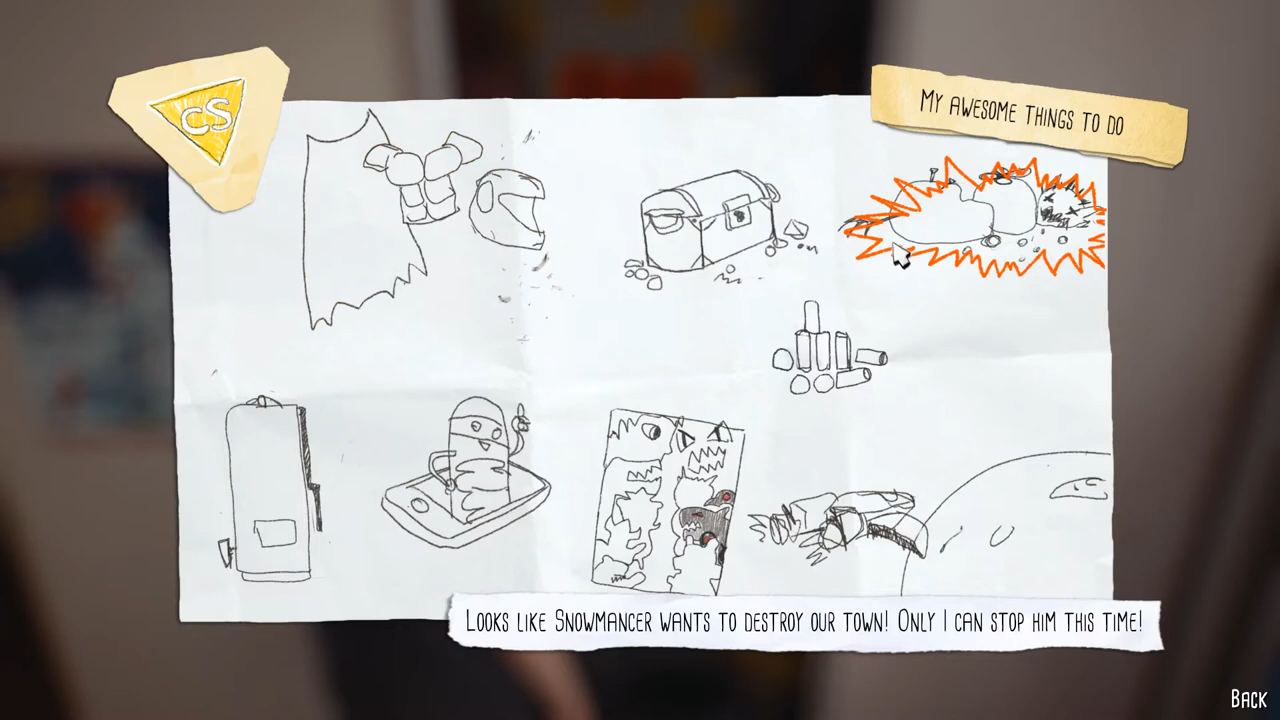 CS
My awesome things to do
Looks like Snowmancer wants to destroy our town! Only I can stop him this time!
Back